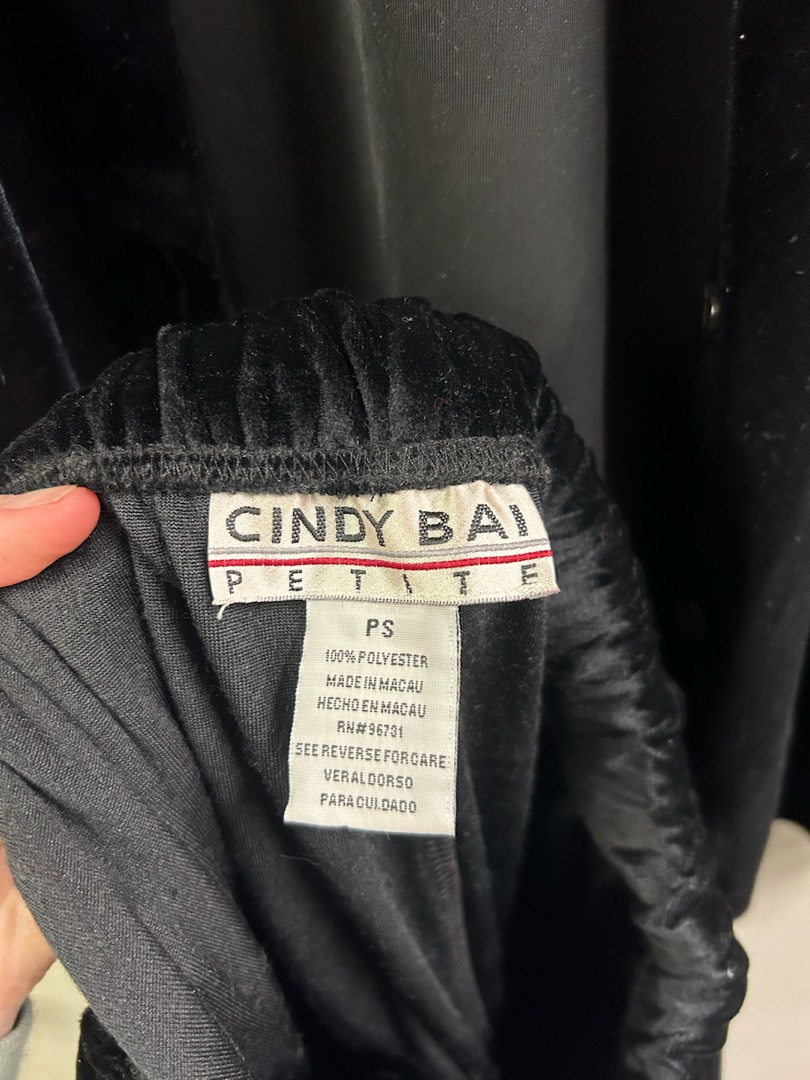 CINDY BAI
PETITE
PS
100% POLYESTER
MADE IN MACAU
HECHO EN MACAU
RN#96731
SEE REVERSE FOR CARE
VER AL DORSO
PARA CUIDADO